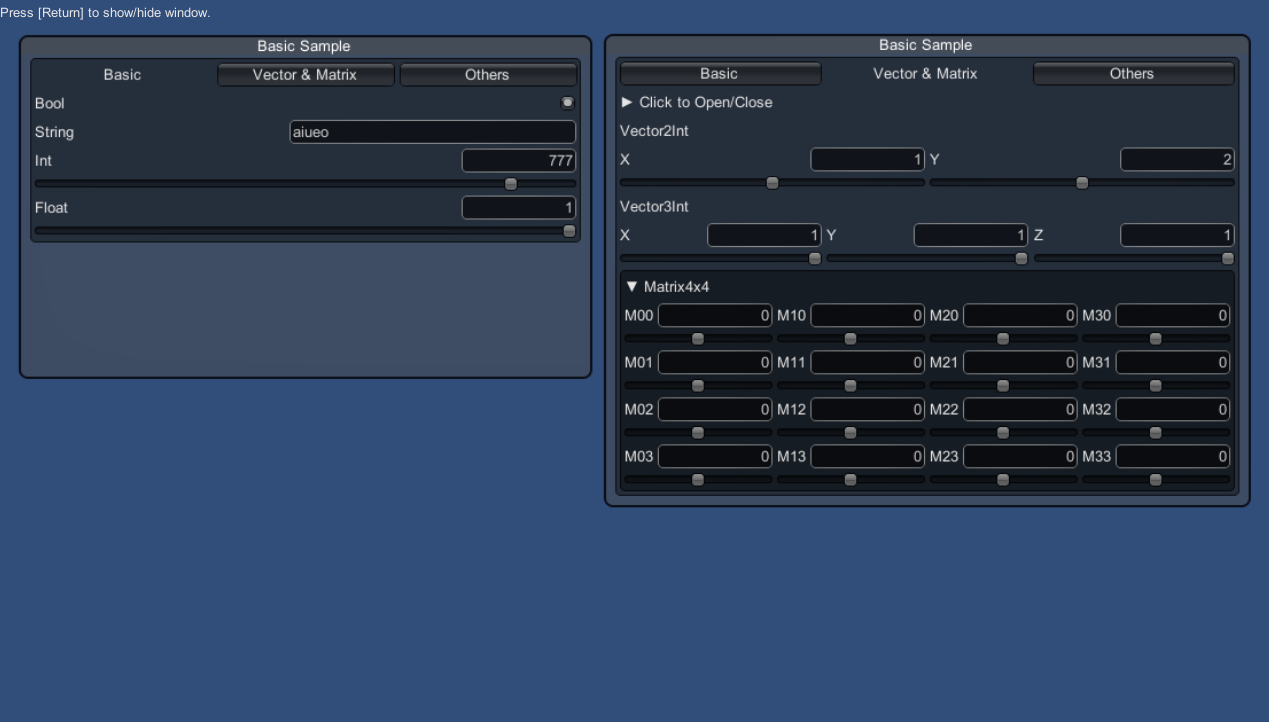 Press [Return] to show/hide window.
Basic Sample
Basic Vector & Matrix Others
Bool
String aiueo
Int 777
Float 1
Basic Sample
Basic Vector & Matrix Others
► Click to Open/Close
Vector2Int
X 1 Y 2
Vector3Int
X 1 Y 1 Z 1
▼ Matrix4x4
M00 0 M10 0 M20 0 M30 0
M01 0 M11 0 M21 0 M31 0
M02 0 M12 0 M22 0 M32 0
M03 0 M13 0 M23 0 M33 0